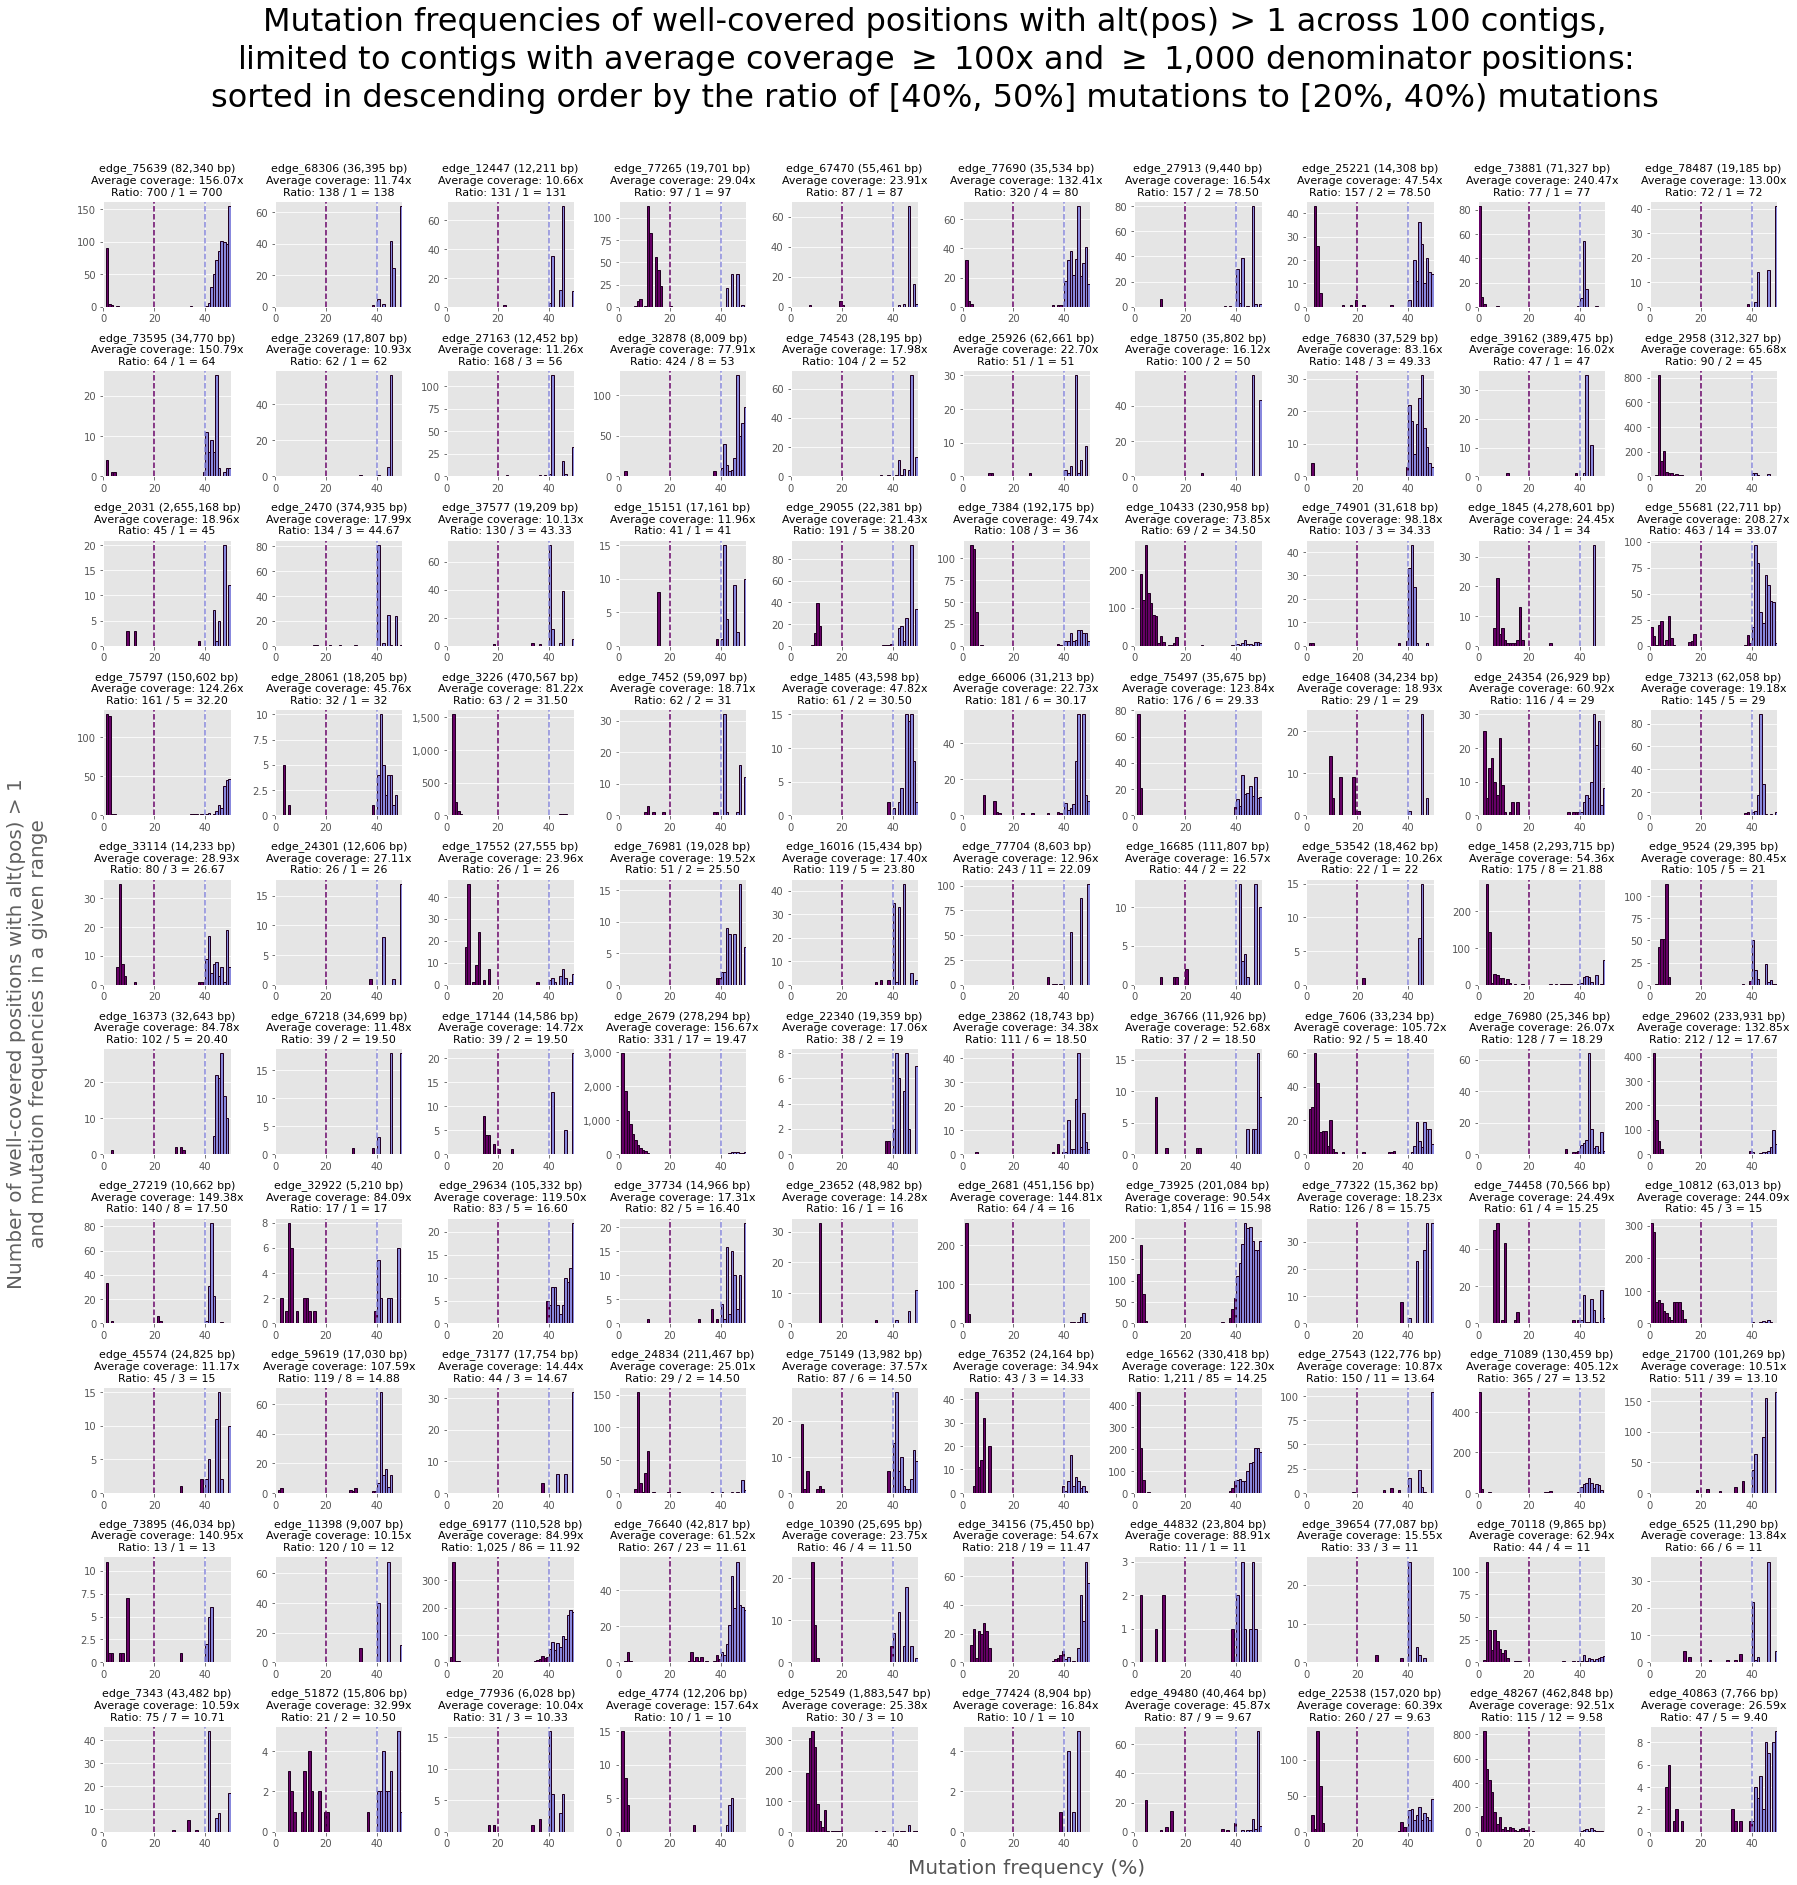 Mutation frequencies of well-covered positions with alt(pos) > 1 across 100 contigs,
limited to contigs with average coverage ≥ 100x and ≥ 1,000 denominator positions:
sorted in descending order by the ratio of [40%, 50%] mutations to [20%, 40%) mutations
edge_75639 (82,340 bp)
Average coverage: 156.07x
Ratio: 700 / 1 = 700
edge_68306 (36,395 bp)
Average coverage: 11.74x
Ratio: 138 / 1 = 138
edge_12447 (12,211 bp)
Average coverage: 10.66x
Ratio: 131 / 1 = 131
edge_77265 (19,701 bp)
Average coverage: 29.04x
Ratio: 97 / 1 = 97
edge_67470 (55,461 bp)
Average coverage: 23.91x
Ratio: 87 / 1 = 87
edge_77690 (35,534 bp)
Average coverage: 132.41x
Ratio: 320 / 4 = 80
edge_27913 (9,440 bp)
Average coverage: 16.54x
Ratio: 157 / 2 = 78.50
edge_25221 (14,308 bp)
Average coverage: 47.54x
Ratio: 157 / 2 = 78.50
edge_73881 (71,327 bp)
Average coverage: 240.47x
Ratio: 77 / 1 = 77
edge_78487 (19,185 bp)
Average coverage: 13.00x
Ratio: 72 / 1 = 72
edge_73595 (34,770 bp)
Average coverage: 150.79x
Ratio: 64 / 1 = 64
edge_23269 (17,807 bp)
Average coverage: 10.93x
Ratio: 62 / 1 = 62
edge_27163 (12,452 bp)
Average coverage: 11.26x
Ratio: 168 / 3 = 56
edge_32878 (8,009 bp)
Average coverage: 77.91x
Ratio: 424 / 8 = 53
edge_74543 (28,195 bp)
Average coverage: 17.98x
Ratio: 104 / 2 = 52
edge_25926 (62,661 bp)
Average coverage: 22.70x
Ratio: 51 / 1 = 51
edge_18750 (35,802 bp)
Average coverage: 16.12x
Ratio: 100 / 2 = 50
edge_76830 (37,529 bp)
Average coverage: 83.16x
Ratio: 148 / 3 = 49.33
edge_39162 (389,475 bp)
Average coverage: 16.02x
Ratio: 47 / 1 = 47
edge_2958 (312,327 bp)
Average coverage: 65.68x
Ratio: 90 / 2 = 45
edge_2031 (2,655,168 bp)
Average coverage: 18.96x
Ratio: 45 / 1 = 45
edge_2470 (374,935 bp)
Average coverage: 17.99x
Ratio: 134 / 3 = 44.67
edge_37577 (19,209 bp)
Average coverage: 10.13x
Ratio: 130 / 3 = 43.33
edge_15151 (17,161 bp)
Average coverage: 11.96x
Ratio: 41 / 1 = 41
edge_29055 (22,381 bp)
Average coverage: 21.43x
Ratio: 191 / 5 = 38.20
edge_7384 (192,175 bp)
Average coverage: 49.74x
Ratio: 108 / 3 = 36
edge_10433 (230,958 bp)
Average coverage: 73.85x
Ratio: 69 / 2 = 34.50
edge_74901 (31,618 bp)
Average coverage: 98.18x
Ratio: 103 / 3 = 34.33
edge_1845 (4,278,601 bp)
Average coverage: 24.45x
Ratio: 34 / 1 = 34
edge_55681 (22,711 bp)
Average coverage: 208.27x
Ratio: 463 / 14 = 33.07
edge_75797 (150,602 bp)
Average coverage: 124.26x
Ratio: 161 / 5 = 32.20
edge_28061 (18,205 bp)
Average coverage: 45.76x
Ratio: 32 / 1 = 32
edge_3226 (470,567 bp)
Average coverage: 81.22x
Ratio: 63 / 2 = 31.50
edge_7452 (59,097 bp)
Average coverage: 18.71x
Ratio: 62 / 2 = 31
edge_1485 (43,598 bp)
Average coverage: 47.82x
Ratio: 61 / 2 = 30.50
edge_66006 (31,213 bp)
Average coverage: 22.73x
Ratio: 181 / 6 = 30.17
edge_75497 (35,675 bp)
Average coverage: 123.84x
Ratio: 176 / 6 = 29.33
edge_16408 (34,234 bp)
Average coverage: 18.93x
Ratio: 29 / 1 = 29
edge_24354 (26,929 bp)
Average coverage: 60.92x
Ratio: 116 / 4 = 29
edge_73213 (62,058 bp)
Average coverage: 19.18x
Ratio: 145 / 5 = 29
edge_33114 (14,233 bp)
Average coverage: 28.93x
Ratio: 80 / 3 = 26.67
edge_24301 (12,606 bp)
Average coverage: 27.11x
Ratio: 26 / 1 = 26
edge_17552 (27,555 bp)
Average coverage: 23.96x
Ratio: 26 / 1 = 26
edge_76981 (19,028 bp)
Average coverage: 19.52x
Ratio: 51 / 2 = 25.50
edge_16016 (15,434 bp)
Average coverage: 17.40x
Ratio: 119 / 5 = 23.80
edge_77704 (8,603 bp)
Average coverage: 12.96x
Ratio: 243 / 11 = 22.09
edge_16685 (111,807 bp)
Average coverage: 16.57x
Ratio: 44 / 2 = 22
edge_53542 (18,462 bp)
Average coverage: 10.26x
Ratio: 22 / 1 = 22
edge_1458 (2,293,715 bp)
Average coverage: 54.36x
Ratio: 175 / 8 = 21.88
edge_9524 (29,395 bp)
Average coverage: 80.45x
Ratio: 105 / 5 = 21
edge_16373 (32,643 bp)
Average coverage: 84.78x
Ratio: 102 / 5 = 20.40
edge_67218 (34,699 bp)
Average coverage: 11.48x
Ratio: 39 / 2 = 19.50
edge_17144 (14,586 bp)
Average coverage: 14.72x
Ratio: 39 / 2 = 19.50
edge_2679 (278,294 bp)
Average coverage: 156.67x
Ratio: 331 / 17 = 19.47
edge_22340 (19,359 bp)
Average coverage: 17.06x
Ratio: 38 / 2 = 19
edge_23862 (18,743 bp)
Average coverage: 34.38x
Ratio: 111 / 6 = 18.50
edge_36766 (11,926 bp)
Average coverage: 52.68x
Ratio: 37 / 2 = 18.50
edge_7606 (33,234 bp)
Average coverage: 105.72x
Ratio: 92 / 5 = 18.40
edge_76980 (25,346 bp)
Average coverage: 26.07x
Ratio: 128 / 7 = 18.29
edge_29602 (233,931 bp)
Average coverage: 132.85x
Ratio: 212 / 12 = 17.67
edge_27219 (10,662 bp)
Average coverage: 149.38x
Ratio: 140 / 8 = 17.50
edge_32922 (5,210 bp)
Average coverage: 84.09x
Ratio: 17 / 1 = 17
edge_29634 (105,332 bp)
Average coverage: 119.50x
Ratio: 83 / 5 = 16.60
edge_37734 (14,966 bp)
Average coverage: 17.31x
Ratio: 82 / 5 = 16.40
edge_23652 (48,982 bp)
Average coverage: 14.28x
Ratio: 16 / 1 = 16
edge_2681 (451,156 bp)
Average coverage: 144.81x
Ratio: 64 / 4 = 16
edge_73925 (201,084 bp)
Average coverage: 90.54x
Ratio: 1,854 / 116 = 15.98
edge_77322 (15,362 bp)
Average coverage: 18.23x
Ratio: 126 / 8 = 15.75
edge_74458 (70,566 bp)
Average coverage: 24.49x
Ratio: 61 / 4 = 15.25
edge_10812 (63,013 bp)
Average coverage: 244.09x
Ratio: 45 / 3 = 15
edge_45574 (24,825 bp)
Average coverage: 11.17x
Ratio: 45 / 3 = 15
edge_59619 (17,030 bp)
Average coverage: 107.59x
Ratio: 119 / 8 = 14.88
edge_73177 (17,754 bp)
Average coverage: 14.44x
Ratio: 44 / 3 = 14.67
edge_24834 (211,467 bp)
Average coverage: 25.01x
Ratio: 29 / 2 = 14.50
edge_75149 (13,982 bp)
Average coverage: 37.57x
Ratio: 87 / 6 = 14.50
edge_76352 (24,164 bp)
Average coverage: 34.94x
Ratio: 43 / 3 = 14.33
edge_16562 (330,418 bp)
Average coverage: 122.30x
Ratio: 1,211 / 85 = 14.25
edge_27543 (122,776 bp)
Average coverage: 10.87x
Ratio: 150 / 11 = 13.64
edge_71089 (130,459 bp)
Average coverage: 405.12x
Ratio: 365 / 27 = 13.52
edge_21700 (101,269 bp)
Average coverage: 10.51x
Ratio: 511 / 39 = 13.10
edge_73895 (46,034 bp)
Average coverage: 140.95x
Ratio: 13 / 1 = 13
edge_11398 (9,007 bp)
Average coverage: 10.15x
Ratio: 120 / 10 = 12
edge_69177 (110,528 bp)
Average coverage: 84.99x
Ratio: 1,025 / 86 = 11.92
edge_76640 (42,817 bp)
Average coverage: 61.52x
Ratio: 267 / 23 = 11.61
edge_10390 (25,695 bp)
Average coverage: 23.75x
Ratio: 46 / 4 = 11.50
edge_34156 (75,450 bp)
Average coverage: 54.67x
Ratio: 218 / 19 = 11.47
edge_44832 (23,804 bp)
Average coverage: 88.91x
Ratio: 11 / 1 = 11
edge_39654 (77,087 bp)
Average coverage: 15.55x
Ratio: 33 / 3 = 11
edge_70118 (9,865 bp)
Average coverage: 62.94x
Ratio: 44 / 4 = 11
edge_6525 (11,290 bp)
Average coverage: 13.84x
Ratio: 66 / 6 = 11
edge_7343 (43,482 bp)
Average coverage: 10.59x
Ratio: 75 / 7 = 10.71
edge_51872 (15,806 bp)
Average coverage: 32.99x
Ratio: 21 / 2 = 10.50
edge_77936 (6,028 bp)
Average coverage: 10.04x
Ratio: 31 / 3 = 10.33
edge_4774 (12,206 bp)
Average coverage: 157.64x
Ratio: 10 / 1 = 10
edge_52549 (1,883,547 bp)
Average coverage: 25.38x
Ratio: 30 / 3 = 10
edge_77424 (8,904 bp)
Average coverage: 16.84x
Ratio: 10 / 1 = 10
edge_49480 (40,464 bp)
Average coverage: 45.87x
Ratio: 87 / 9 = 9.67
edge_22538 (157,020 bp)
Average coverage: 60.39x
Ratio: 260 / 27 = 9.63
edge_48267 (462,848 bp)
Average coverage: 92.51x
Ratio: 115 / 12 = 9.58
edge_40863 (7,766 bp)
Average coverage: 26.59x
Ratio: 47 / 5 = 9.40
Number of well-covered positions with alt(pos) > 1
and mutation frequencies in a given range
Mutation frequency (%)